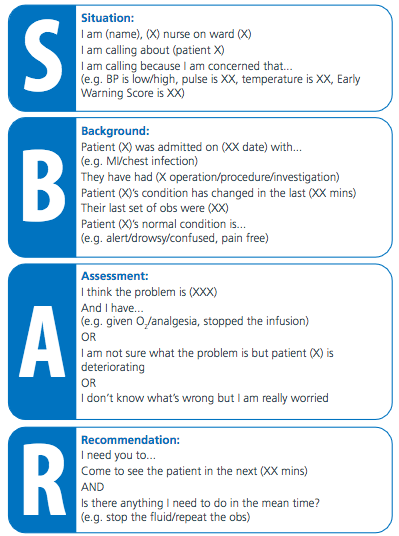 S
Situation:
I am (name), (X) nurse on ward (X)
I am calling about (patient X)
I am calling because I am concerned that...
(e.g. BP is low/high, pulse is XX, temperature is XX, Early
Warning Score is XX)
B
Background:
Patient (X) was admitted on (XX date) with...
(e.g. MI/chest infection)
They have had (X operation/procedure/investigation)
Patient (X)'s condition has changed in the last (XX mins)
Their last set of obs were (XX)
Patient (X)'s normal condition is...
(e.g. alert/drowsy/confused, pain free)
A
Assessment:
I think the problem is (XXX)
And I have...
(e.g. given O₂/analgesia, stopped the infusion)
OR
I am not sure what the problem is but patient (X) is
deteriorating
OR
I don't know what's wrong but I am really worried
R
Recommendation:
I need you to...
Come to see the patient in the next (XX mins)
AND
Is there anything I need to do in the mean time?
(e.g. stop the fluid/repeat the obs)